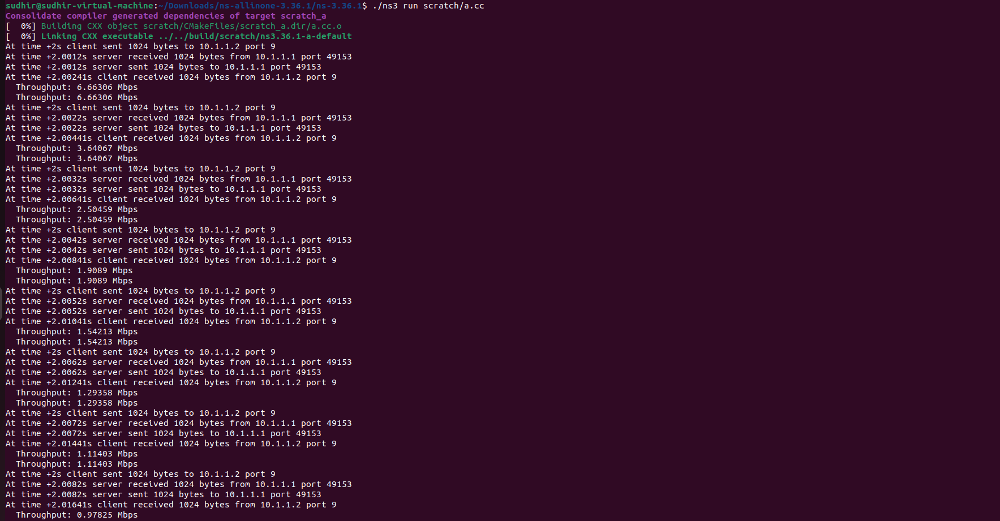 sudhir@sudhir-virtual-machine:~/Downloads/ns-allinone-3.36.1/ns-3.36.1$ ./ns3 run scratch/a.cc
Consolidate compiler generated dependencies of target scratch_a
[  0%] Building CXX object scratch/CMakeFiles/scratch_a.dir/a.cc.o
[  0%] Linking CXX executable ../../build/scratch/ns3.36.1-a-default
At time +2s client sent 1024 bytes to 10.1.1.2 port 9
At time +2.0012s server received 1024 bytes from 10.1.1.1 port 49153
At time +2.0012s server sent 1024 bytes to 10.1.1.1 port 49153
At time +2.00241s client received 1024 bytes from 10.1.1.2 port 9
  Throughput: 6.66306 Mbps
  Throughput: 6.66306 Mbps
At time +2s client sent 1024 bytes to 10.1.1.2 port 9
At time +2.0022s server received 1024 bytes from 10.1.1.1 port 49153
At time +2.0022s server sent 1024 bytes to 10.1.1.1 port 49153
At time +2.00441s client received 1024 bytes from 10.1.1.2 port 9
  Throughput: 3.64067 Mbps
  Throughput: 3.64067 Mbps
At time +2s client sent 1024 bytes to 10.1.1.2 port 9
At time +2.0032s server received 1024 bytes from 10.1.1.1 port 49153
At time +2.0032s server sent 1024 bytes to 10.1.1.1 port 49153
At time +2.00641s client received 1024 bytes from 10.1.1.2 port 9
  Throughput: 2.50459 Mbps
  Throughput: 2.50459 Mbps
At time +2s client sent 1024 bytes to 10.1.1.2 port 9
At time +2.0042s server received 1024 bytes from 10.1.1.1 port 49153
At time +2.0042s server sent 1024 bytes to 10.1.1.1 port 49153
At time +2.00841s client received 1024 bytes from 10.1.1.2 port 9
  Throughput: 1.9089 Mbps
  Throughput: 1.9089 Mbps
At time +2s client sent 1024 bytes to 10.1.1.2 port 9
At time +2.0052s server received 1024 bytes from 10.1.1.1 port 49153
At time +2.0052s server sent 1024 bytes to 10.1.1.1 port 49153
At time +2.01041s client received 1024 bytes from 10.1.1.2 port 9
  Throughput: 1.54213 Mbps
  Throughput: 1.54213 Mbps
At time +2s client sent 1024 bytes to 10.1.1.2 port 9
At time +2.0062s server received 1024 bytes from 10.1.1.1 port 49153
At time +2.0062s server sent 1024 bytes to 10.1.1.1 port 49153
At time +2.01241s client received 1024 bytes from 10.1.1.2 port 9
  Throughput: 1.29358 Mbps
  Throughput: 1.29358 Mbps
At time +2s client sent 1024 bytes to 10.1.1.2 port 9
At time +2.0072s server received 1024 bytes from 10.1.1.1 port 49153
At time +2.0072s server sent 1024 bytes to 10.1.1.1 port 49153
At time +2.01441s client received 1024 bytes from 10.1.1.2 port 9
  Throughput: 1.11403 Mbps
  Throughput: 1.11403 Mbps
At time +2s client sent 1024 bytes to 10.1.1.2 port 9
At time +2.0082s server received 1024 bytes from 10.1.1.1 port 49153
At time +2.0082s server sent 1024 bytes to 10.1.1.1 port 49153
At time +2.01641s client received 1024 bytes from 10.1.1.2 port 9
  Throughput: 0.97825 Mbps